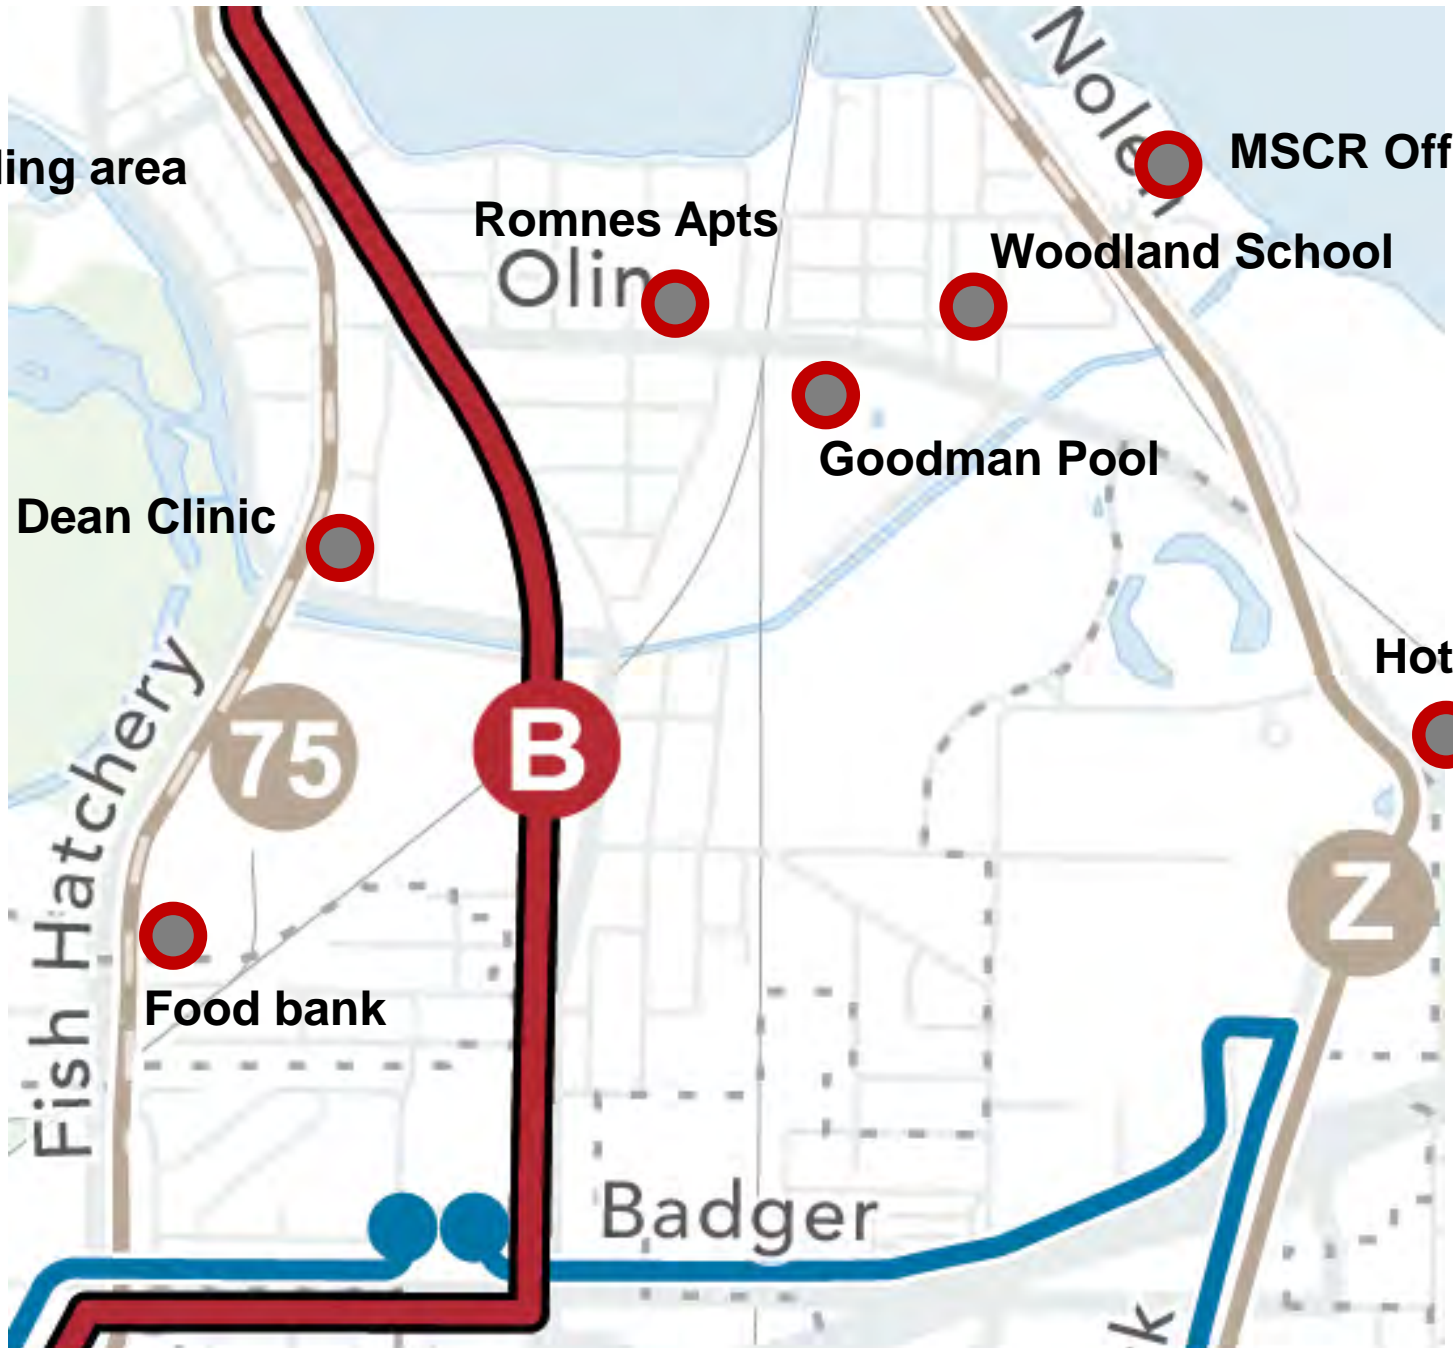 Nolen
MSCR Off
ling area
Romnes Apts
Woodland School
Olin
Goodman Pool
Dean Clinic
Hot
Fish Hatchery
75
B
Z
Food bank
Badger
k